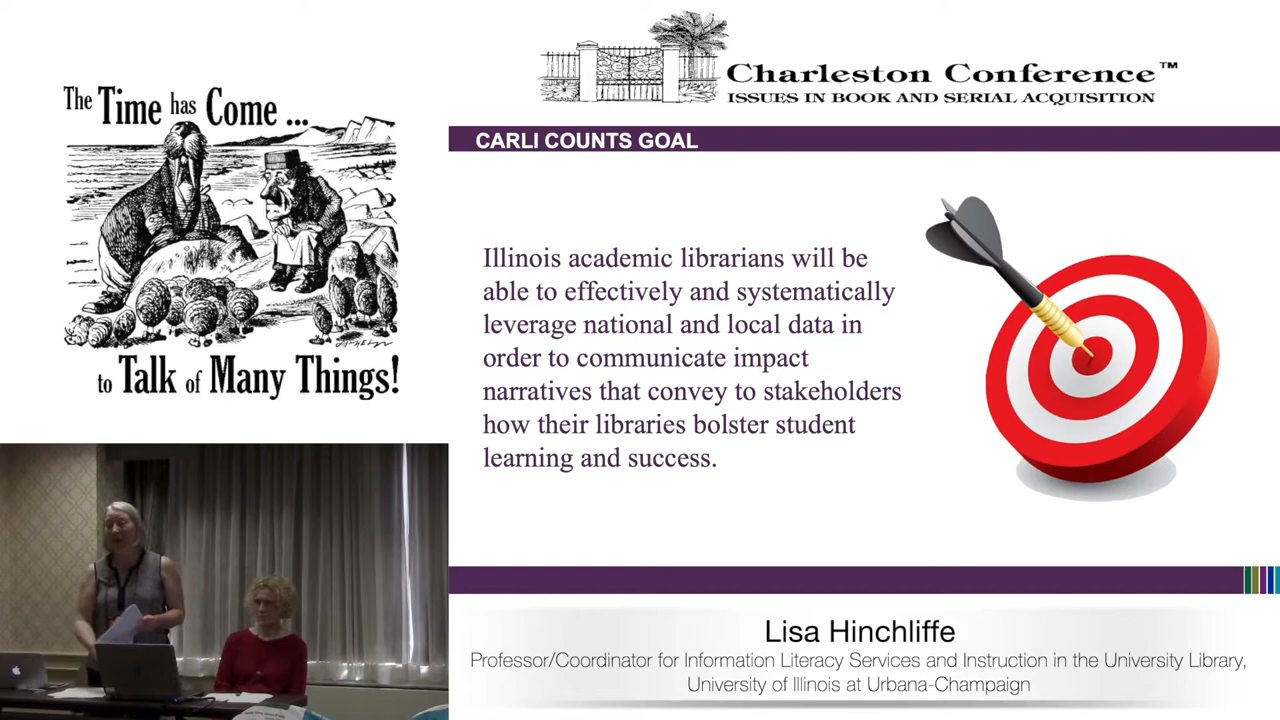 The Time has Come ...
to Talk of Many Things!
Charleston Conference™
ISSUES IN BOOK AND SERIAL ACQUISITION
CARLI COUNTS GOAL
Illinois academic librarians will be
able to effectively and systematically
leverage national and local data in
order to communicate impact
narratives that convey to stakeholders
how their libraries bolster student
learning and success.
Lisa Hinchliffe
Professor/Coordinator for Information Literacy Services and Instruction in the University Library,
University of Illinois at Urbana-Champaign